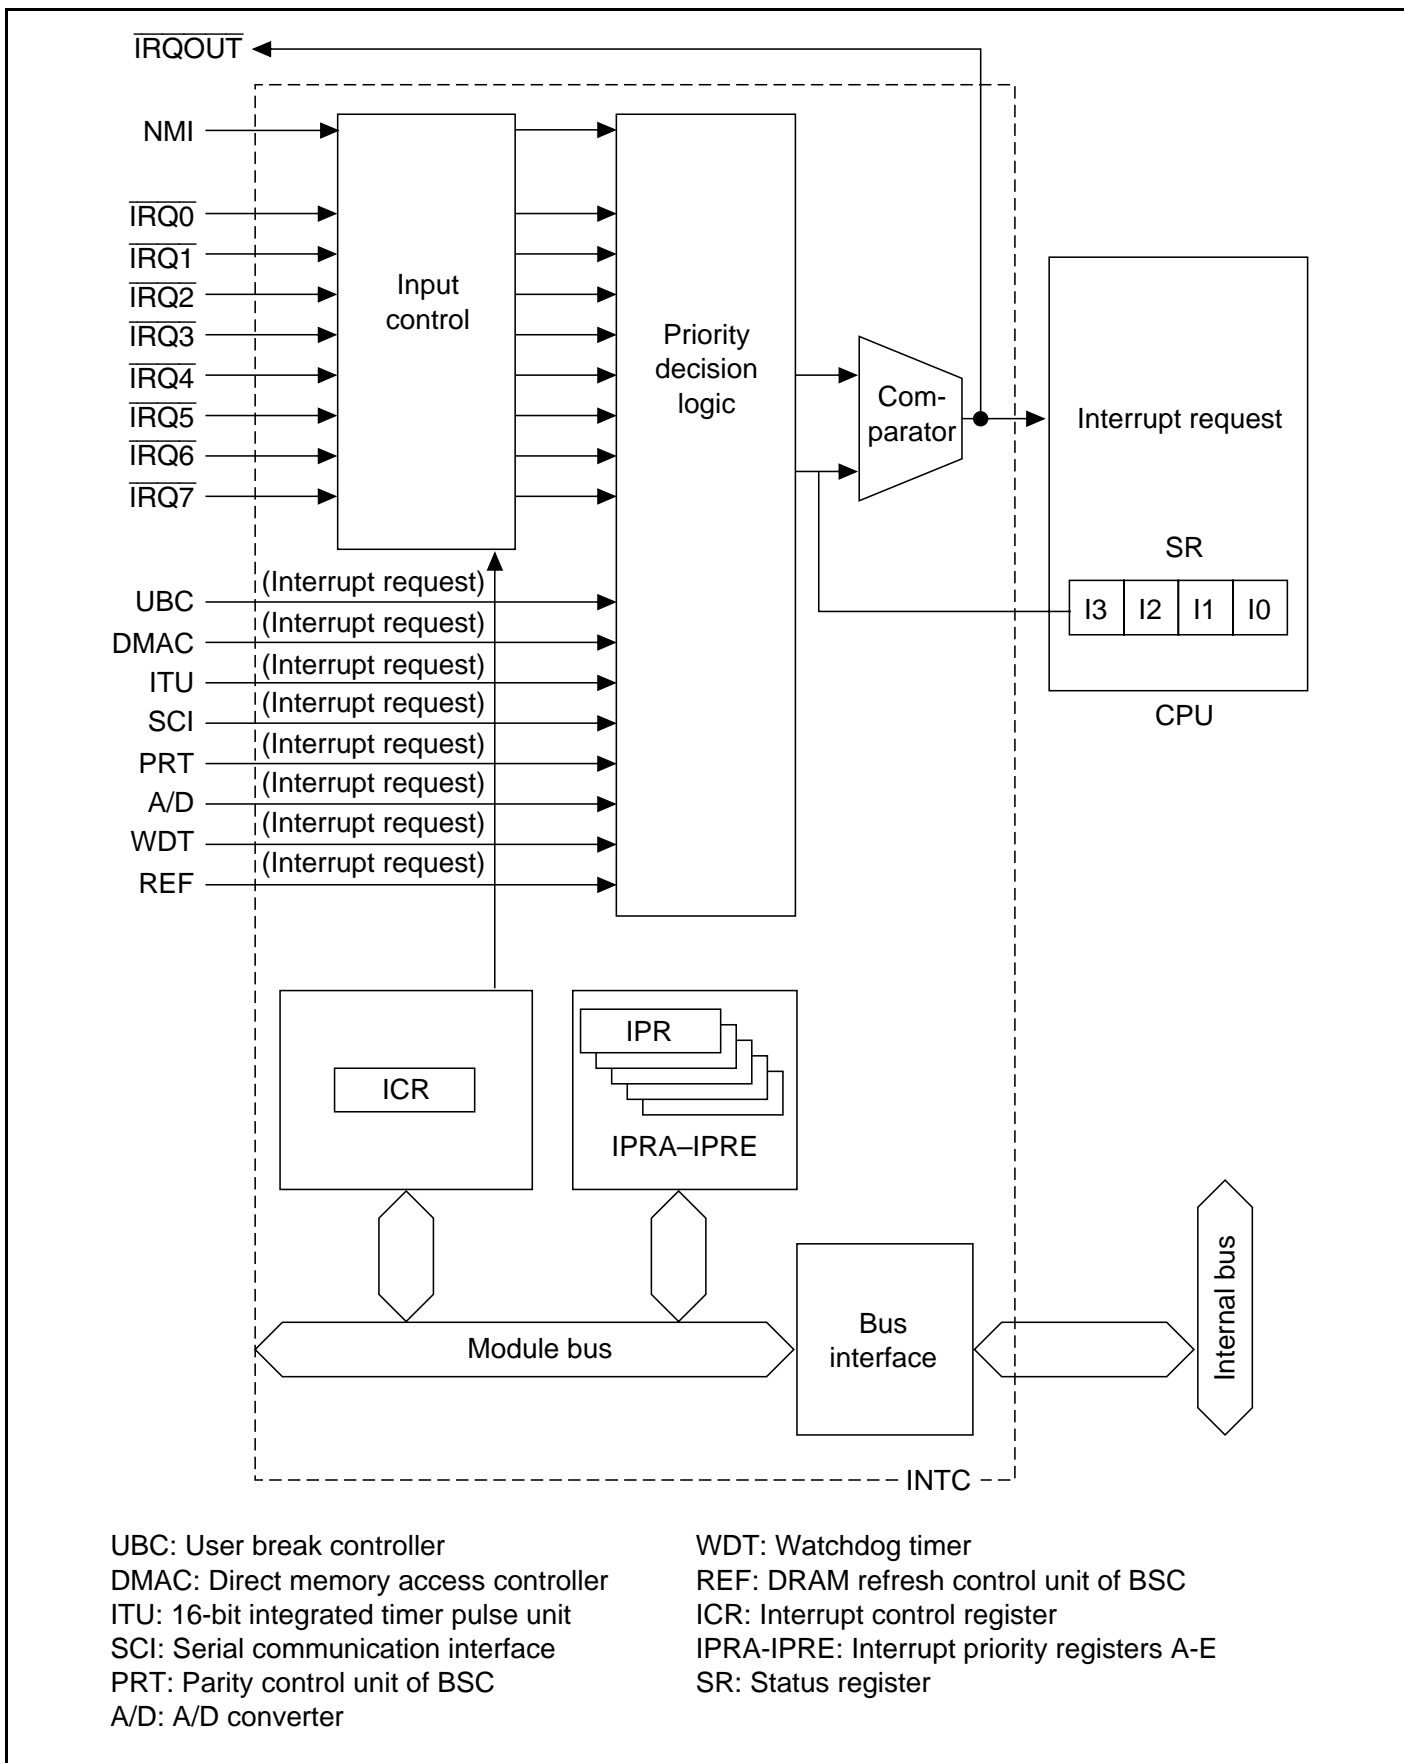 IRQOUT
NMI
IRQ0
IRQ1
IRQ2
IRQ3
IRQ4
IRQ5
IRQ6
IRQ7
Input
control
Priority
decision
logic
Com-
parator
Interrupt request
SR
I3 I2 I1 I0
CPU
UBC (Interrupt request)
DMAC (Interrupt request)
ITU (Interrupt request)
SCI (Interrupt request)
PRT (Interrupt request)
A/D (Interrupt request)
WDT (Interrupt request)
REF (Interrupt request)
ICR
IPR
IPRA–IPRE
Module bus
Bus
interface
Internal bus
INTC
UBC: User break controller
DMAC: Direct memory access controller
ITU: 16-bit integrated timer pulse unit
SCI: Serial communication interface
PRT: Parity control unit of BSC
A/D: A/D converter
WDT: Watchdog timer
REF: DRAM refresh control unit of BSC
ICR: Interrupt control register
IPRA-IPRE: Interrupt priority registers A-E
SR: Status register